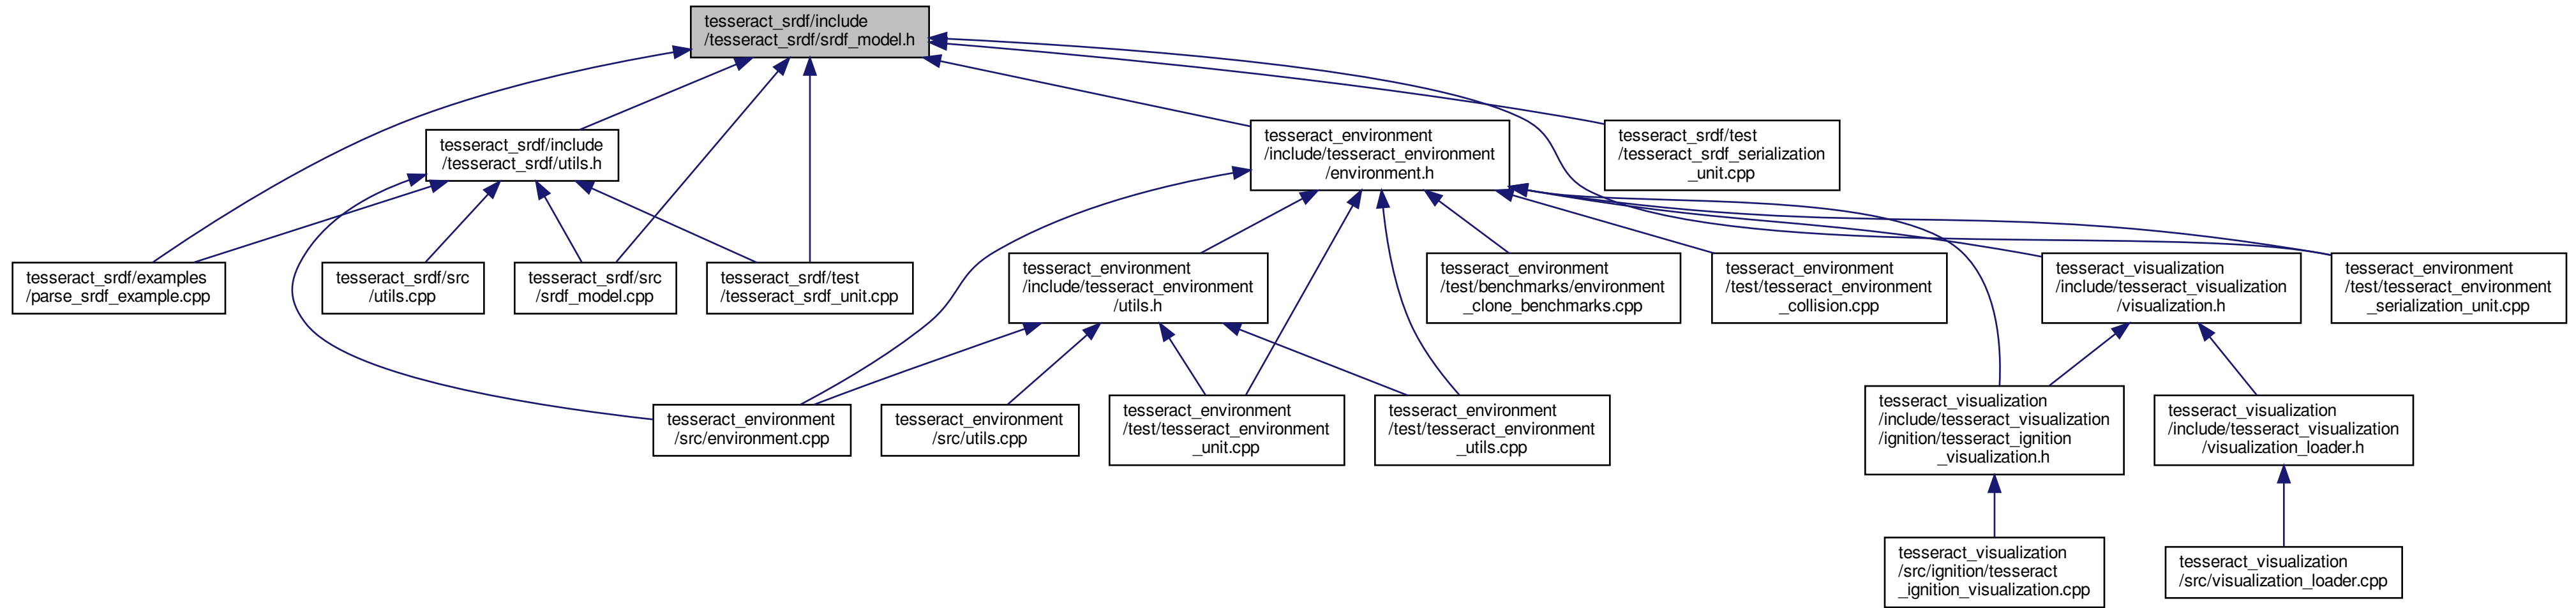 tesseract_srdf/include
/tesseract_srdf/srdf_model.h
tesseract_srdf/include
/tesseract_srdf/utils.h
tesseract_environment
/include/tesseract_environment
/environment.h
tesseract_srdf/test
/tesseract_srdf_serialization
_unit.cpp
tesseract_srdf/examples
/parse_srdf_example.cpp
tesseract_srdf/src
/utils.cpp
tesseract_srdf/src
/srdf_model.cpp
tesseract_srdf/test
/tesseract_srdf_unit.cpp
tesseract_environment
/include/tesseract_environment
/utils.h
tesseract_environment
/test/benchmarks/environment
_clone_benchmarks.cpp
tesseract_environment
/test/tesseract_environment
_collision.cpp
tesseract_visualization
/include/tesseract_visualization
/visualization.h
tesseract_environment
/test/tesseract_environment
_serialization_unit.cpp
tesseract_environment
/src/environment.cpp
tesseract_environment
/src/utils.cpp
tesseract_environment
/test/tesseract_environment
_unit.cpp
tesseract_environment
/test/tesseract_environment
_utils.cpp
tesseract_visualization
/include/tesseract_visualization
/ignition/tesseract_ignition
_visualization.h
tesseract_visualization
/include/tesseract_visualization
/visualization_loader.h
tesseract_visualization
/src/ignition/tesseract
_ignition_visualization.cpp
tesseract_visualization
/src/visualization_loader.cpp